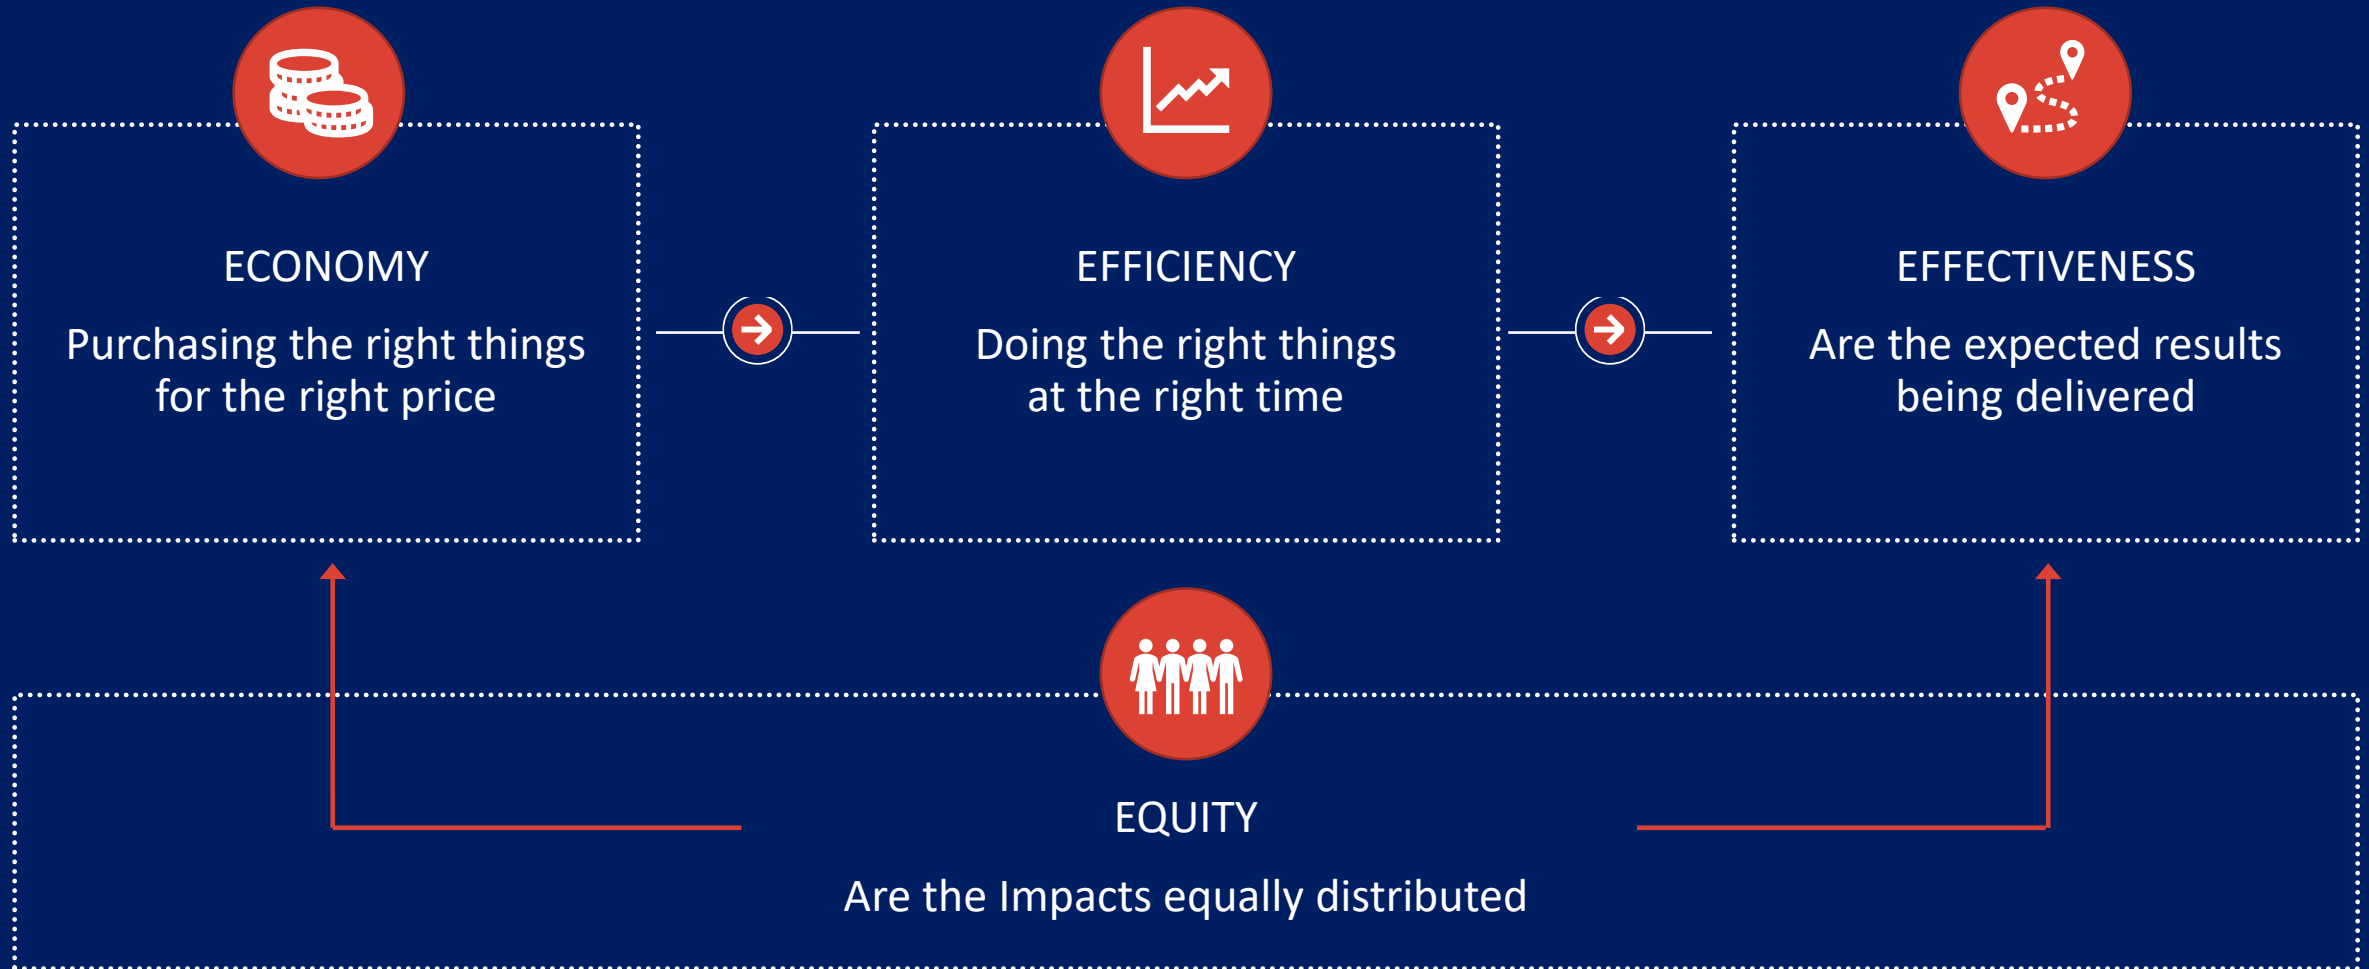 ECONOMY
Purchasing the right things
for the right price
EFFICIENCY
Doing the right things
at the right time
EFFECTIVENESS
Are the expected results
being delivered
EQUITY
Are the Impacts equally distributed